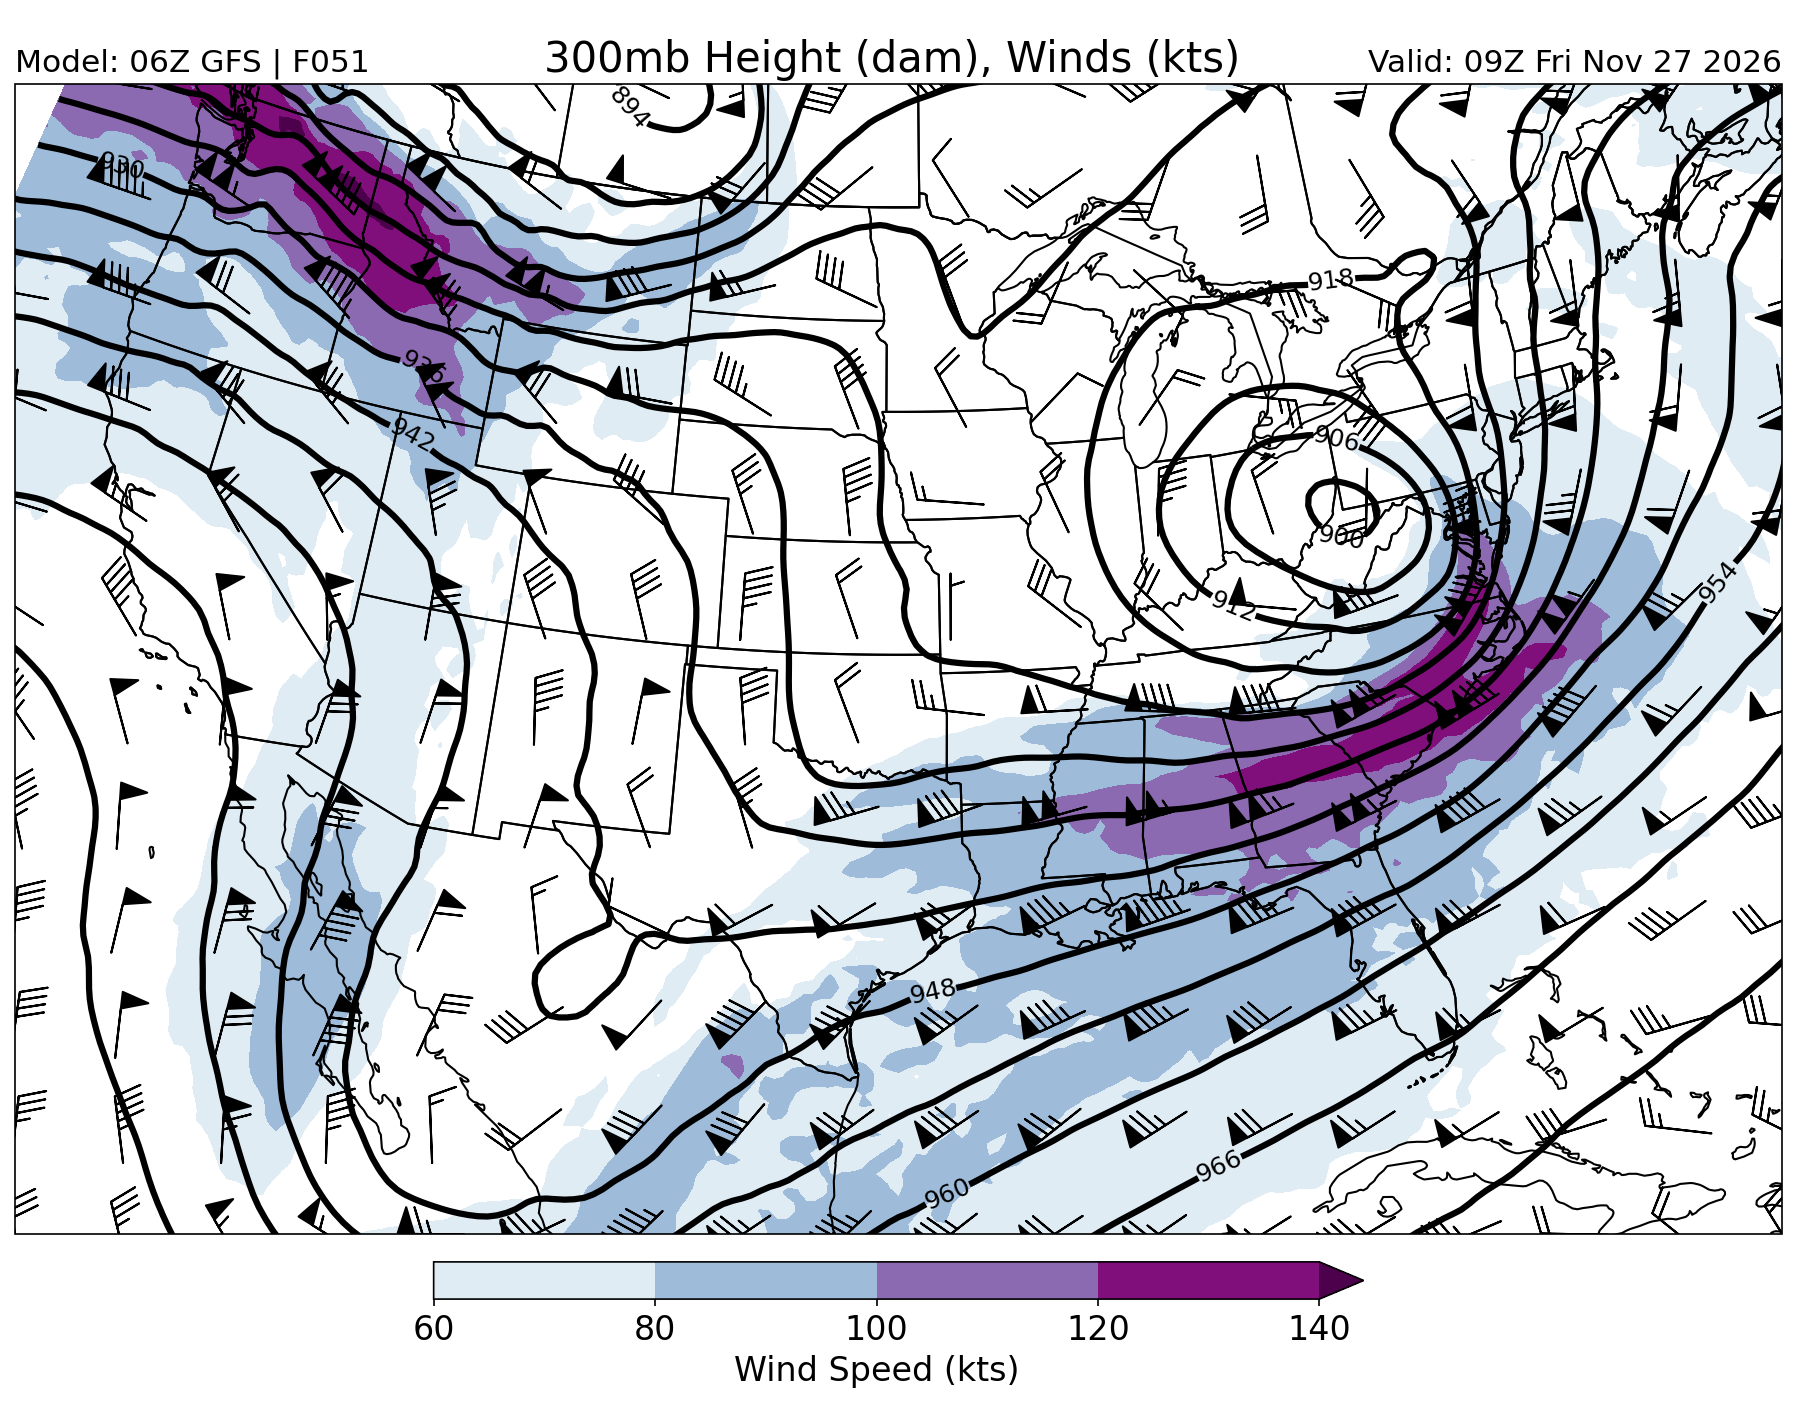 Model: 06Z GFS | F051
300mb Height (dam), Winds (kts)
Valid: 09Z Fri Nov 27 2026
894
930
918
936
942
906
900
912
954
948
960
966
60 80 100 120 140
Wind Speed (kts)